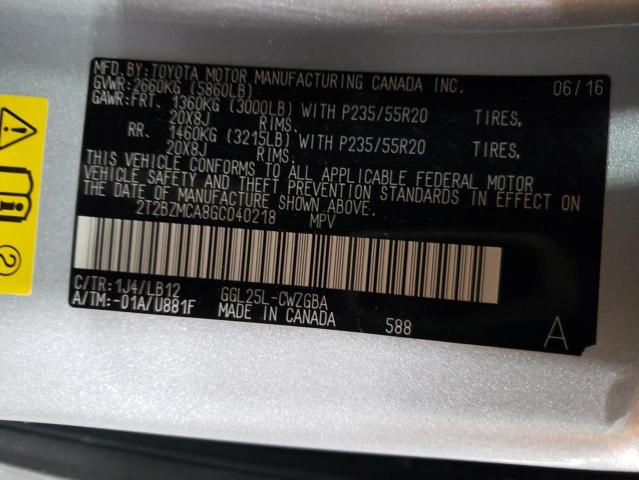 MFD.BY:TOYOTA MOTOR MANUFACTURING CANADA INC. 06/16
GVWR:2660KG (5860LB)
GAWR:FRT. 1360KG (3000LB) WITH P235/55R20 TIRES,
20X8J RIMS.
RR. 1460KG (3215LB) WITH P235/55R20 TIRES,
20X8J RIMS.
THIS VEHICLE CONFORMS TO ALL APPLICABLE FEDERAL MOTOR
VEHICLE SAFETY AND THEFT PREVENTION STANDARDS IN EFFECT ON
THE DATE OF MANUFACTURE SHOWN ABOVE.
2T2BZMCA8GC040218 MPV
C/TR:1J4/LB12 GGL25L-CWZGBA
A/TM:-01A/U881F MADE IN CANADA 588 A
2